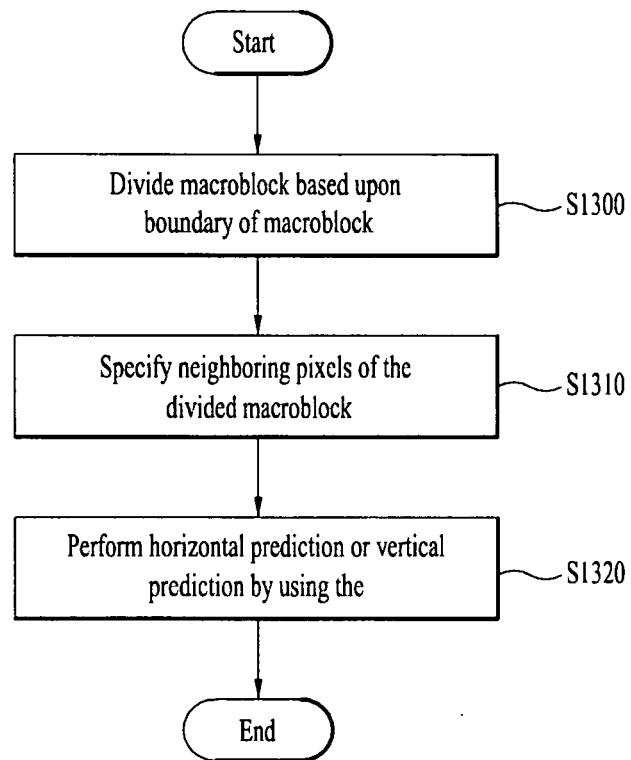 Start
Divide macroblock based upon
boundary of macroblock
S1300
Specify neighboring pixels of the
divided macroblock
S1310
Perform horizontal prediction or vertical
prediction by using the
S1320
End